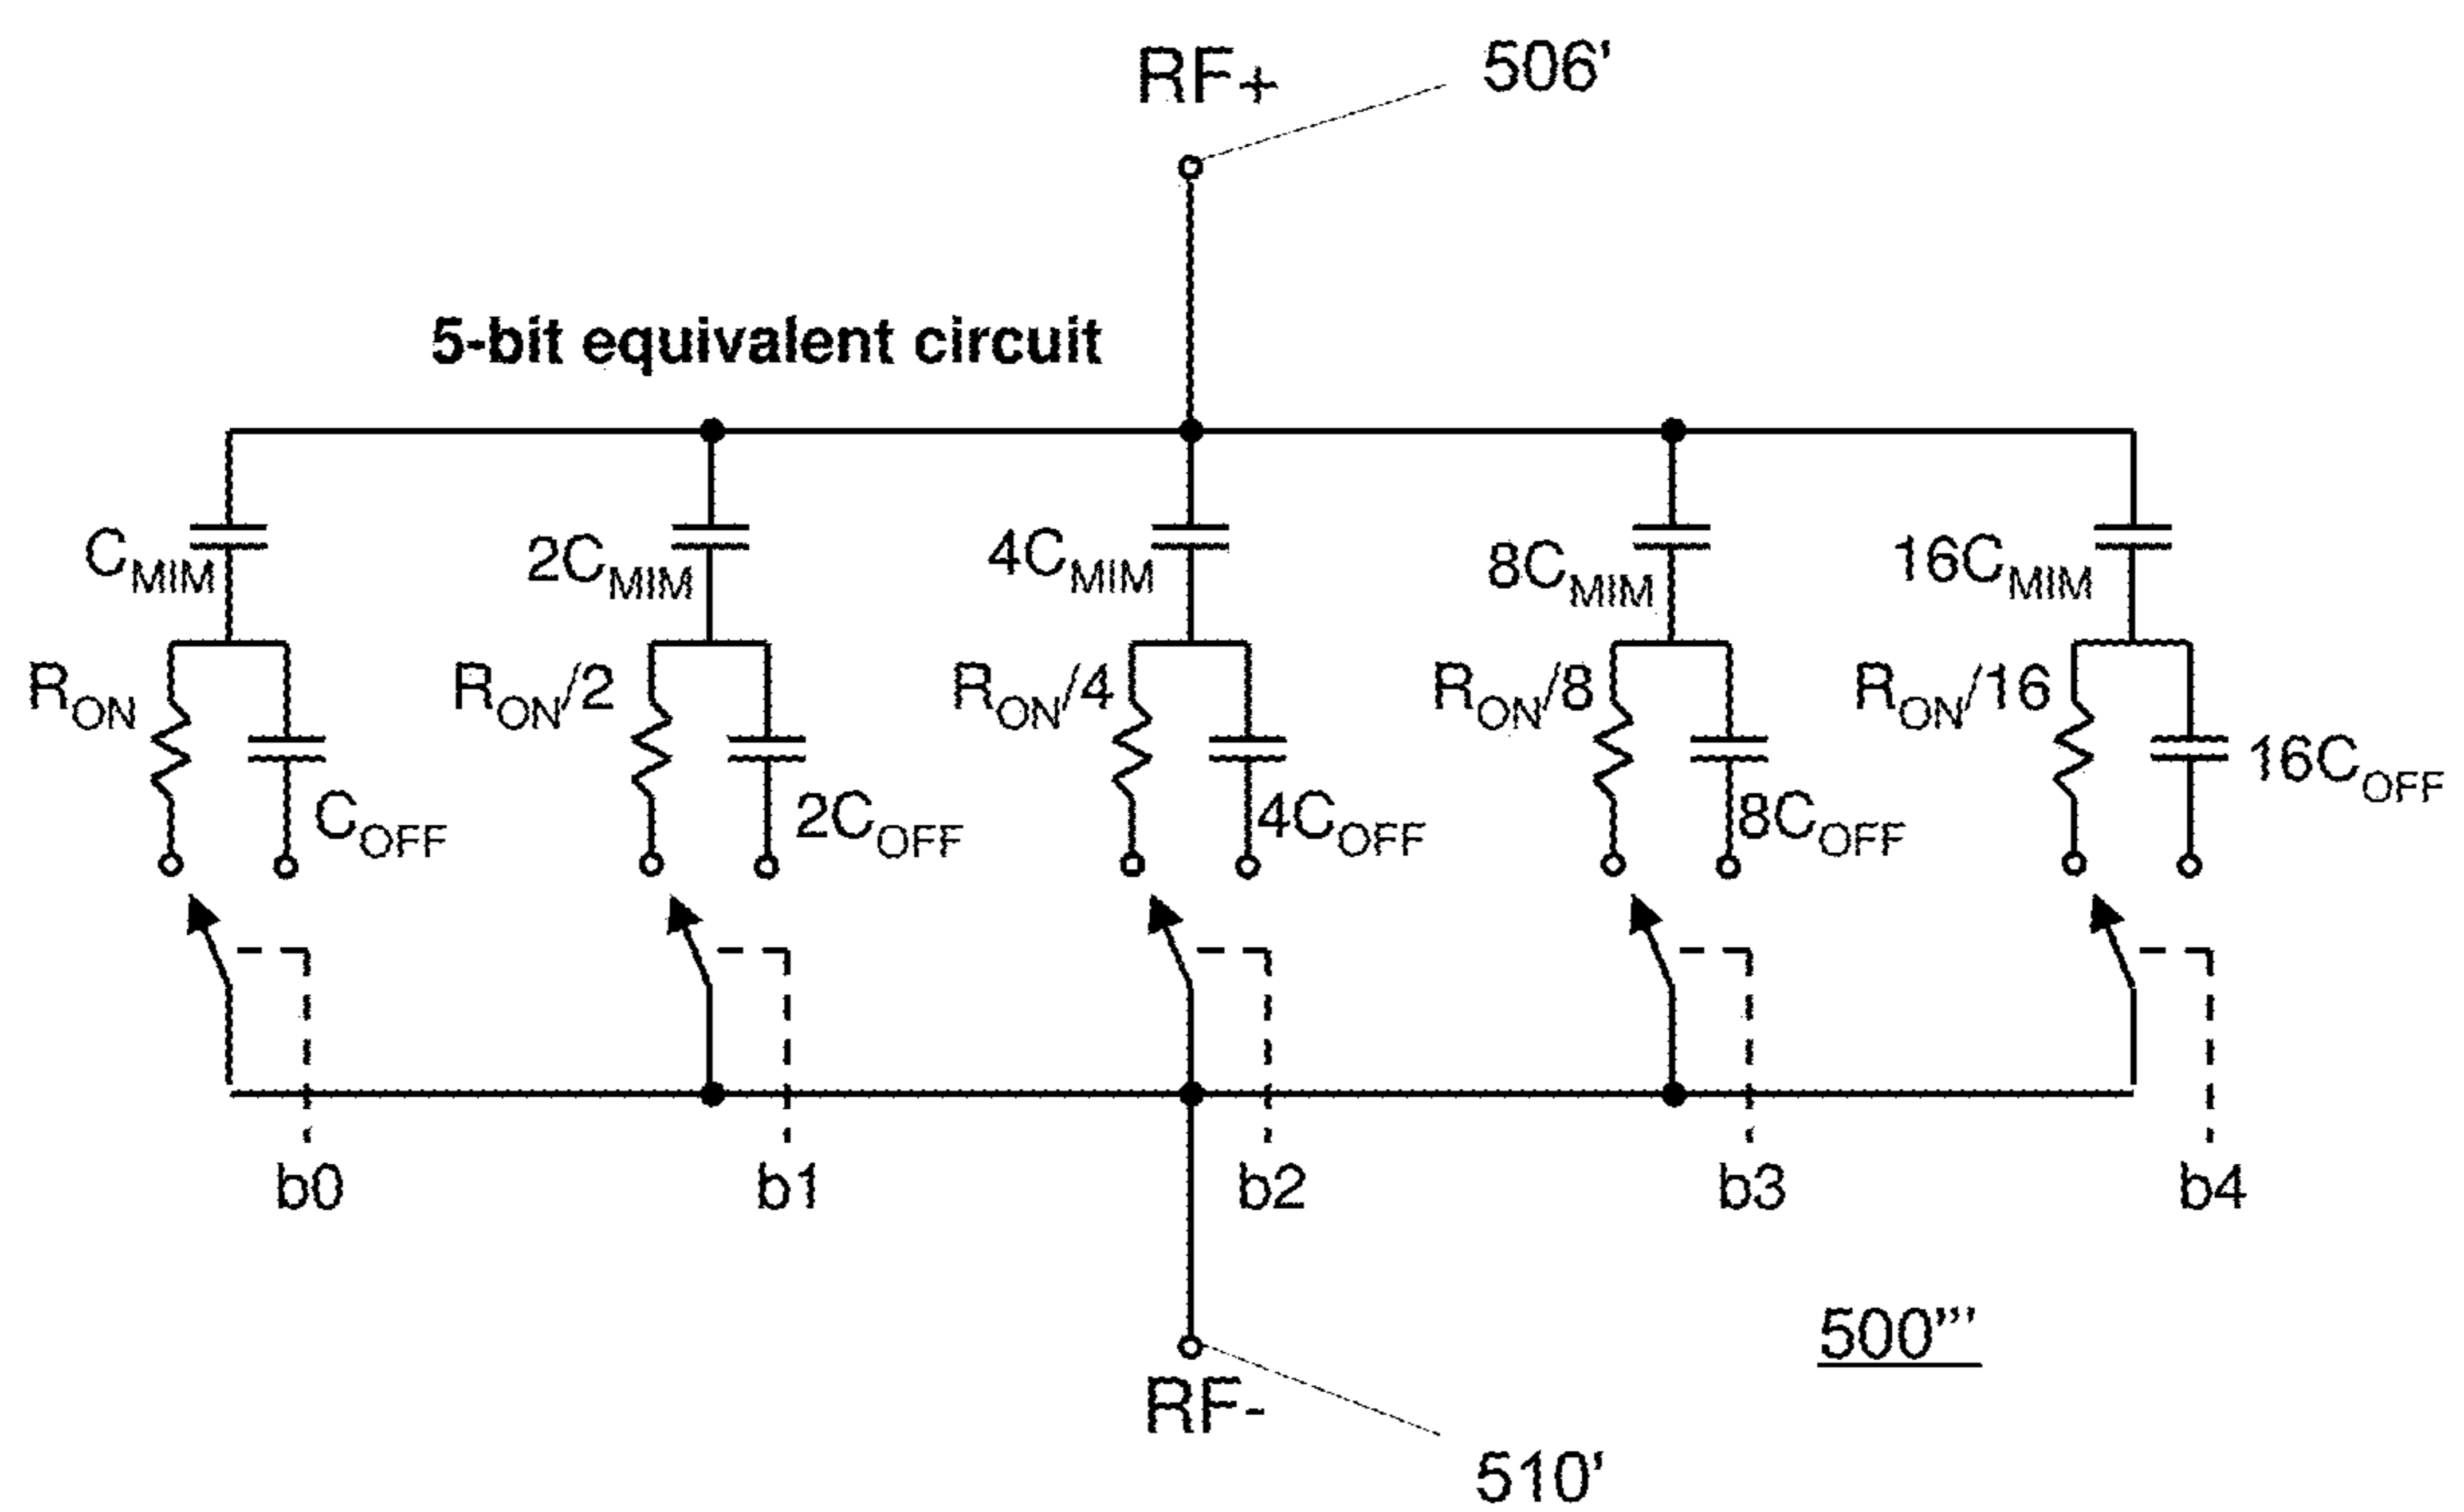 RF+
506'
5-bit equivalent circuit
CMIM
2CMIM
4CMIM
8CMIM
16CMIM
RON
RON/2
RON/4
RON/8
RON/16
COFF
2COFF
4COFF
8COFF
16COFF
b0
b1
b2
b3
b4
500"'
RF-
510'